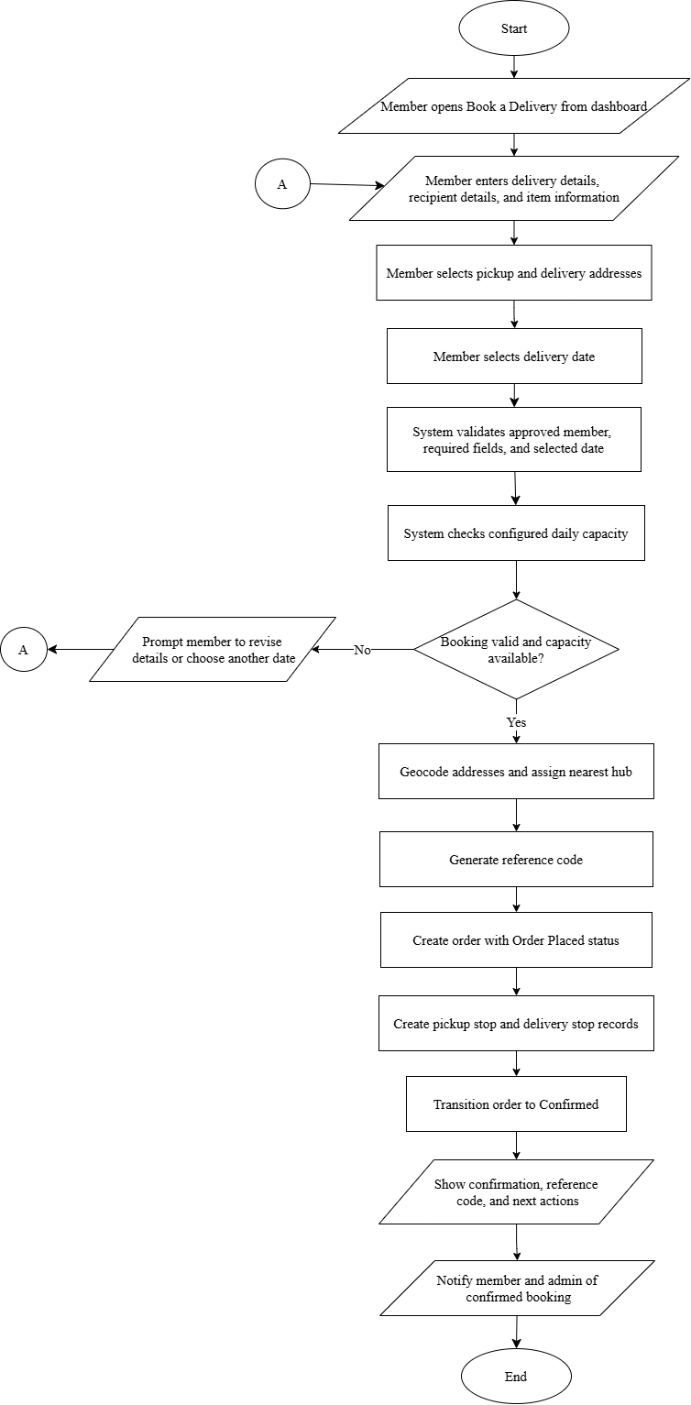 Start
Member opens Book a Delivery from dashboard
A
Member enters delivery details,
recipient details, and item information
Member selects pickup and delivery addresses
Member selects delivery date
System validates approved member,
required fields, and selected date
System checks configured daily capacity
Booking valid and capacity
available?
No
Prompt member to revise
details or choose another date
A
Yes
Geocode addresses and assign nearest hub
Generate reference code
Create order with Order Placed status
Create pickup stop and delivery stop records
Transition order to Confirmed
Show confirmation, reference
code, and next actions
Notify member and admin of
confirmed booking
End